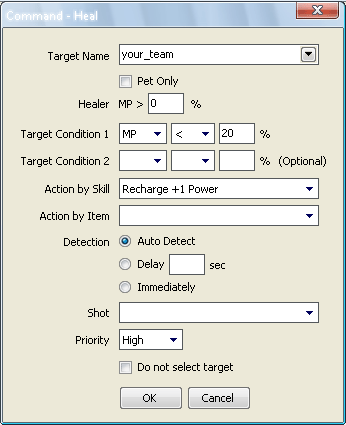 Command - Heal
Target Name your_team
Pet Only
Healer MP > 0 %
Target Condition 1 MP < 20 %
Target Condition 2 % (Optional)
Action by Skill Recharge +1 Power
Action by Item
Detection Auto Detect
Delay sec
Immediately
Shot
Priority High
Do not select target
OK Cancel